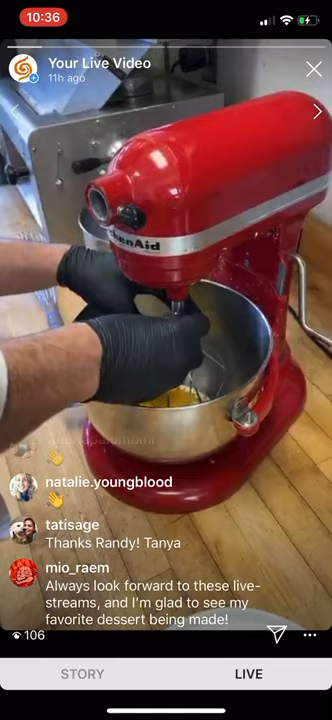 10:36
Your Live Video
11h ago
KitchenAid
natalie.youngblood
tatisage
Thanks Randy! Tanya
mio_raem
Always look forward to these live-
streams, and I'm glad to see my
favorite dessert being made!
106
STORY
LIVE